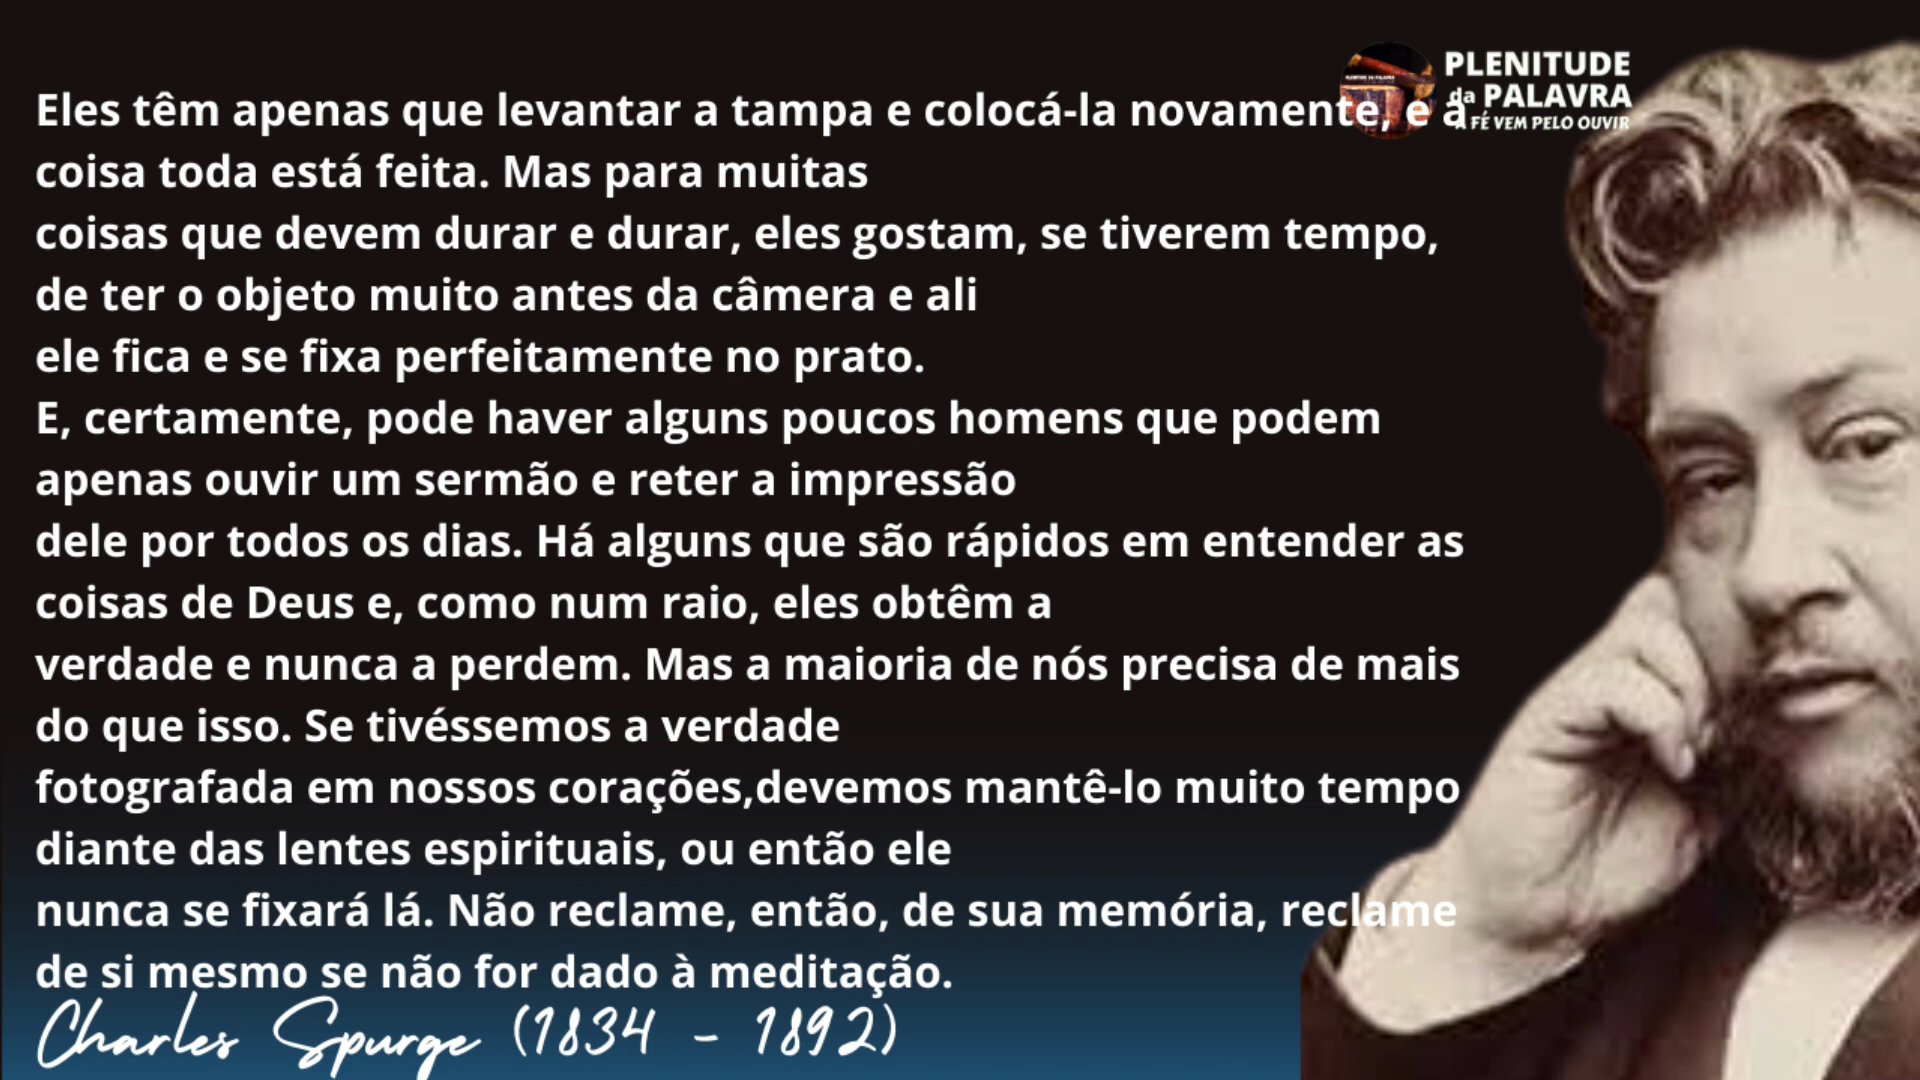 PLENITUDE
da PALAVRA
A FÉ VEM PELO OUVIR
Eles têm apenas que levantar a tampa e colocá-la novamente, e a
coisa toda está feita. Mas para muitas
coisas que devem durar e durar, eles gostam, se tiverem tempo,
de ter o objeto muito antes da câmera e ali
ele fica e se fixa perfeitamente no prato.
E, certamente, pode haver alguns poucos homens que podem
apenas ouvir um sermão e reter a impressão
dele por todos os dias. Há alguns que são rápidos em entender as
coisas de Deus e, como num raio, eles obtêm a
verdade e nunca a perdem. Mas a maioria de nós precisa de mais
do que isso. Se tivéssemos a verdade
fotografada em nossos corações,devemos mantê-lo muito tempo
diante das lentes espirituais, ou então ele
nunca se fixará lá. Não reclame, então, de sua memória, reclame
de si mesmo se não for dado à meditação.
Charles Spurge (1834 - 1892)